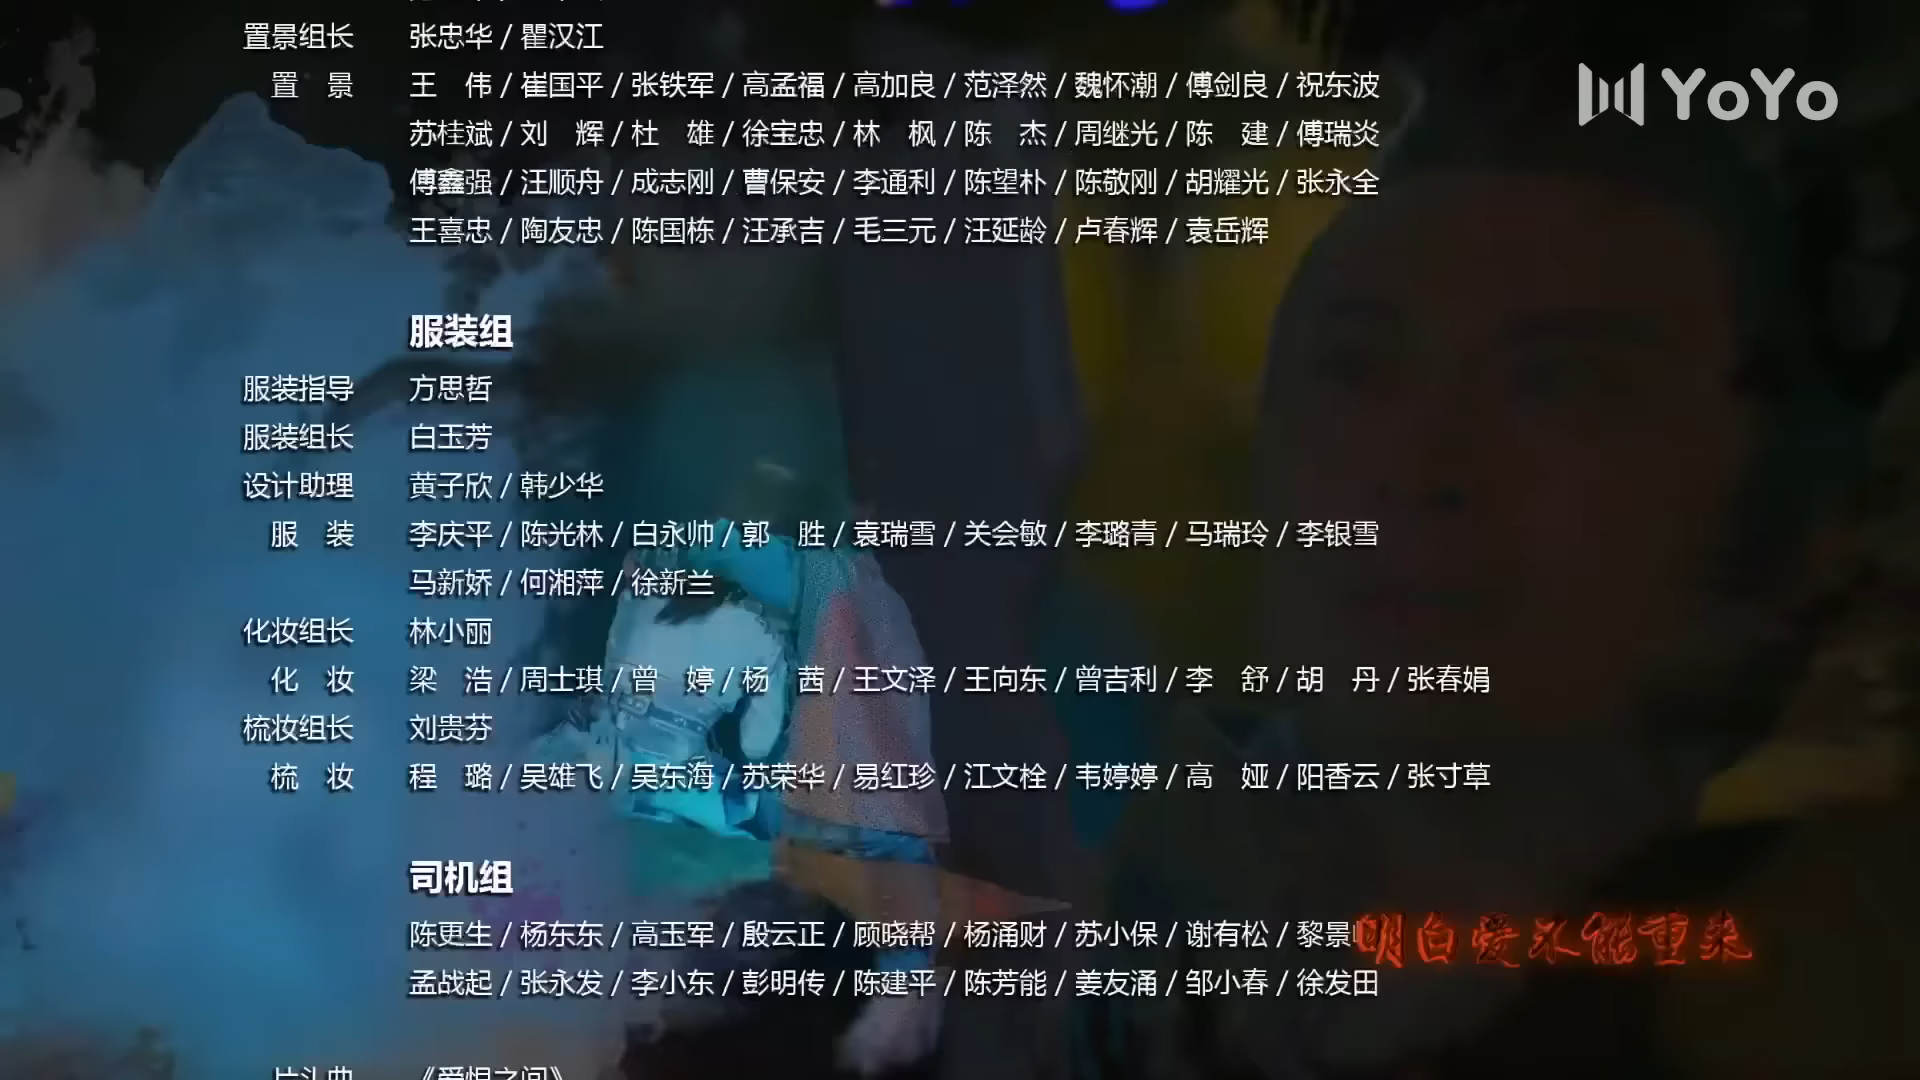 置景组长 张忠华 / 瞿汉江
YoYo
置 景 王 伟 / 崔国平 / 张铁军 / 高孟福 / 高加良 / 范泽然 / 魏怀潮 / 傅剑良 / 祝东波
苏桂斌 / 刘 辉 / 杜 雄 / 徐宝忠 / 林 枫 / 陈 杰 / 周继光 / 陈 建 / 傅瑞炎
傅鑫强 / 汪顺舟 / 成志刚 / 曹保安 / 李通利 / 陈望朴 / 陈敬刚 / 胡耀光 / 张永全
王喜忠 / 陶友忠 / 陈国栋 / 汪承吉 / 毛三元 / 汪延龄 / 卢春辉 / 袁岳辉
服装组
服装指导 方思哲
服装组长 白玉芳
设计助理 黄子欣 / 韩少华
服 装 李庆平 / 陈光林 / 白永帅 / 郭 胜 / 袁瑞雪 / 关会敏 / 李璐青 / 马瑞玲 / 李银雪
马新娇 / 何湘萍 / 徐新兰
化妆组长 林小丽
化 妆 梁 浩 / 周士琪 / 曾 婷 / 杨 茜 / 王文泽 / 王向东 / 曾吉利 / 李 舒 / 胡 丹 / 张春娟
梳妆组长 刘贵芬
梳 妆 程 璐 / 吴雄飞 / 吴东海 / 苏荣华 / 易红珍 / 江文栓 / 韦婷婷 / 高 娅 / 阳香云 / 张寸草
司机组
陈更生 / 杨东东 / 高玉军 / 殷云正 / 顾晓帮 / 杨涌财 / 苏小保 / 谢有松 / 黎景
明白爱不能重来
孟战起 / 张永发 / 李小东 / 彭明传 / 陈建平 / 陈芳能 / 姜友涌 / 邹小春 / 徐发田
片头曲 《爱恨之间》